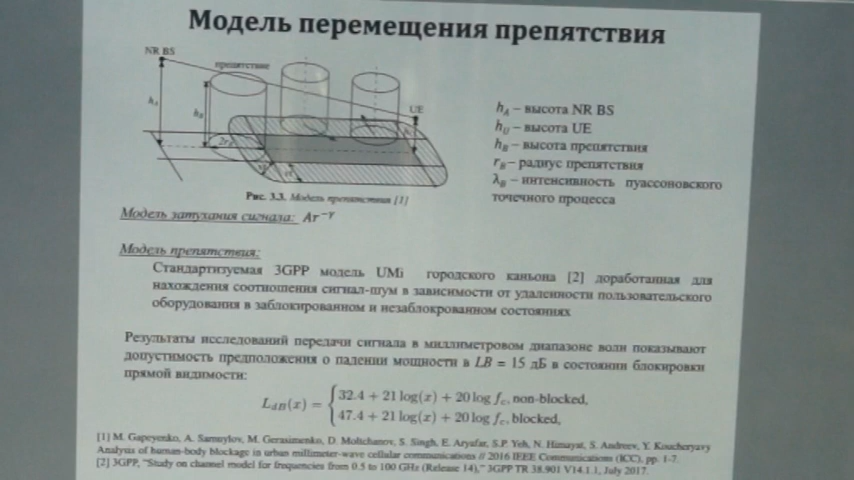 Модель перемещения препятствия
NR BS
препятствие
UE
h_A
h_B
h_A – высота NR BS
h_U – высота UE
h_B – высота препятствия
r_B – радиус препятствия
λ_B – интенсивность пуассоновского
точечного процесса
Рис. 3.3. Модель препятствия [1]
Модель затухания сигнала: Ar^{-γ}
Модель препятствия:
Стандартизуемая 3GPP модель UMi городского каньона [2] доработанная для
нахождения соотношения сигнал-шум в зависимости от удаленности пользовательского
оборудования в заблокированном и незаблокрованном состояниях
Результаты исследований передачи сигнала в миллиметровом диапазоне волн показывают
допустимость предположения о падении мощности в LB = 15 дБ в состоянии блокировки
прямой видимости:
L_{dB}(x) = { 32.4 + 21 log(x) + 20 log f_c, non-blocked,
47.4 + 21 log(x) + 20 log f_c, blocked,
[1] M. Gapeyenko, A. Samuylov, M. Gerasimenko, D. Moltchanov, S. Singh, E. Aryafar, S.P. Yeh, N. Himayat, S. Andreev, Y. Koucheryavy
Analysis of human-body blockage in urban millimeter-wave cellular communications // 2016 IEEE Communications (ICC), pp. 1-7.
[2] 3GPP, "Study on channel model for frequencies from 0.5 to 100 GHz (Release 14)," 3GPP TR 38.901 V14.1.1, July 2017.